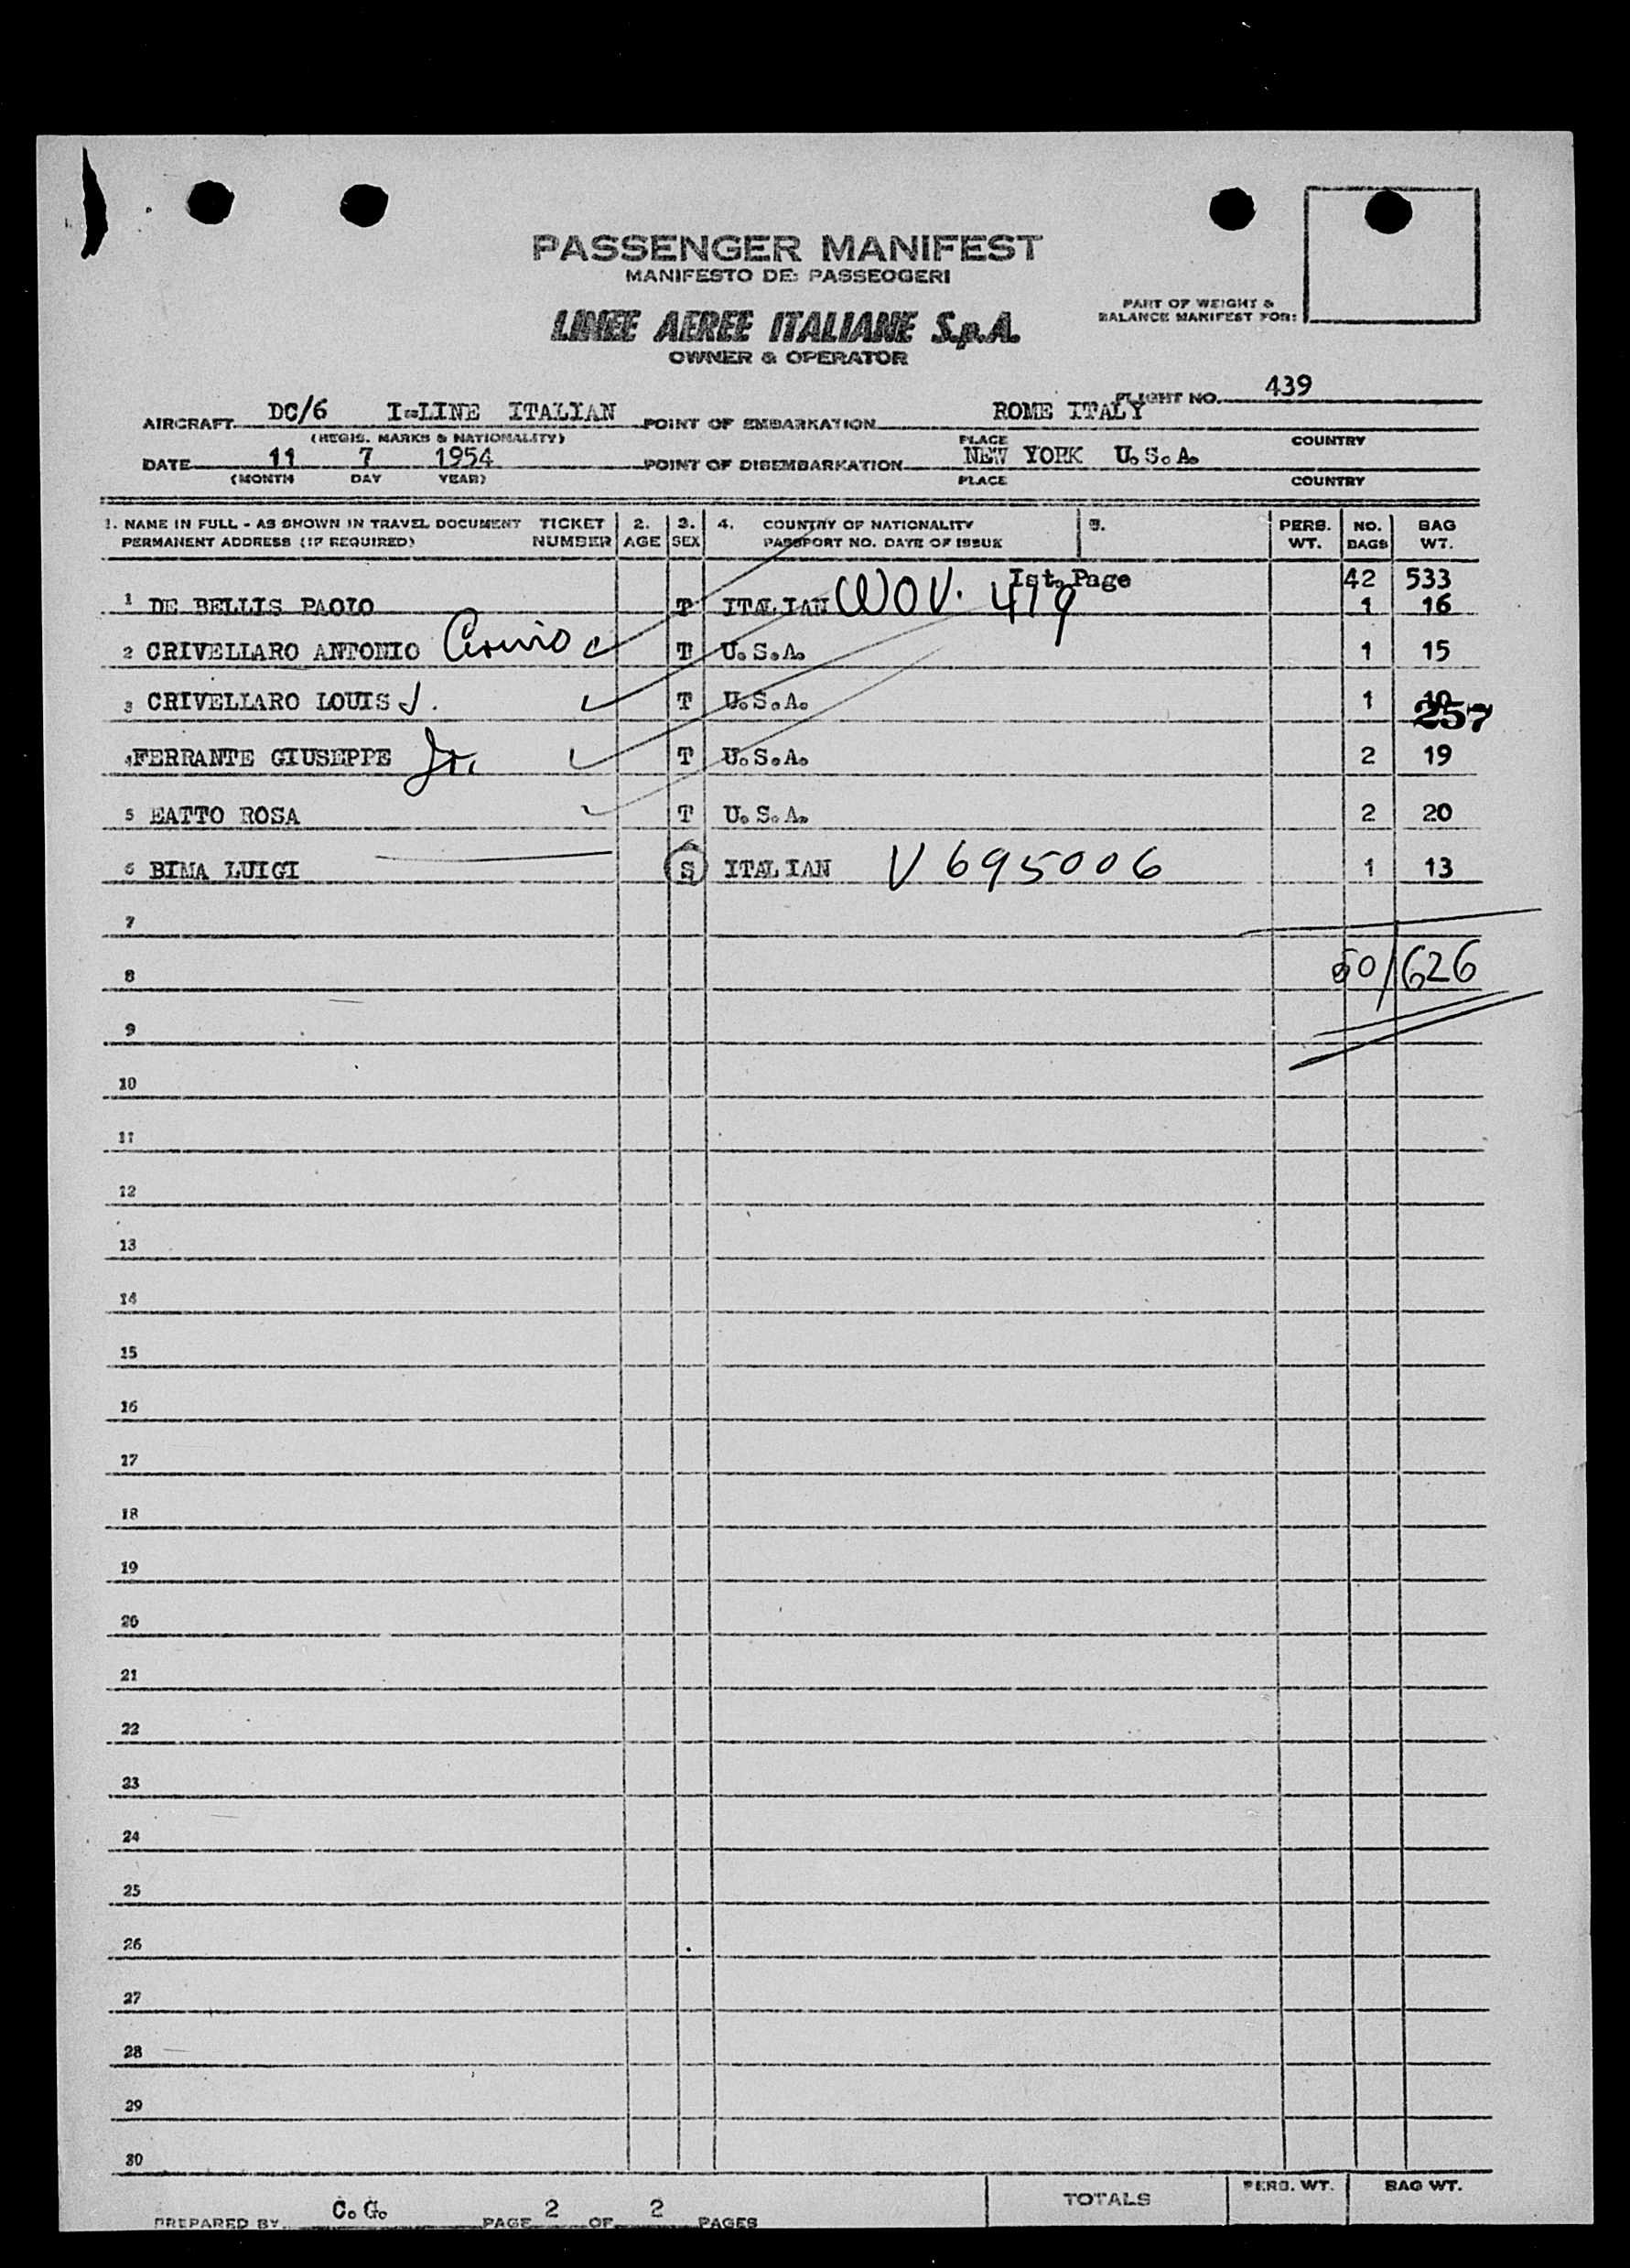 PASSENGER MANIFEST
MANIFESTO DEI PASSEOGERI
LINEE AEREE ITALIANE S.p.A.
OWNER & OPERATOR
PART OF WEIGHT &
BALANCE MANIFEST FOR:
FLIGHT NO. 439
AIRCRAFT DC/6 I-LINE ITALIAN POINT OF EMBARKATION ROME ITALY
(REGIS. MARKS & NATIONALITY) PLACE COUNTRY
DATE 11 7 1954 POINT OF DISEMBARKATION NEW YORK U.S.A.
(MONTH DAY YEAR) PLACE COUNTRY
1. NAME IN FULL - AS SHOWN IN TRAVEL DOCUMENT TICKET 2. 3. 4. COUNTRY OF NATIONALITY 5. PERS. NO. BAG
PERMANENT ADDRESS (IF REQUIRED) NUMBER AGE SEX PASSPORT NO. DATE OF ISSUE WT. BAGS WT.
Ist. Page 42 533
1 DE BELLIS PAOLO T ITALIAN WOV. 419 1 16
2 CRIVELLARO ANTONIO T U.S.A. 1 15
3 CRIVELLARO LOUIS J. T U.S.A. 1 10
257
4 FERRANTE GIUSEPPE Jr. T U.S.A. 2 19
5 EATTO ROSA T U.S.A. 2 20
6 BIMA LUIGI S ITALIAN V 695006 1 13
7
8 50/626
9
10
11
12
13
14
15
16
17
18
19
20
21
22
23
24
25
26
27
28
29
30
TOTALS PERS. WT. BAG WT.
PREPARED BY C.G. PAGE 2 OF 2 PAGES